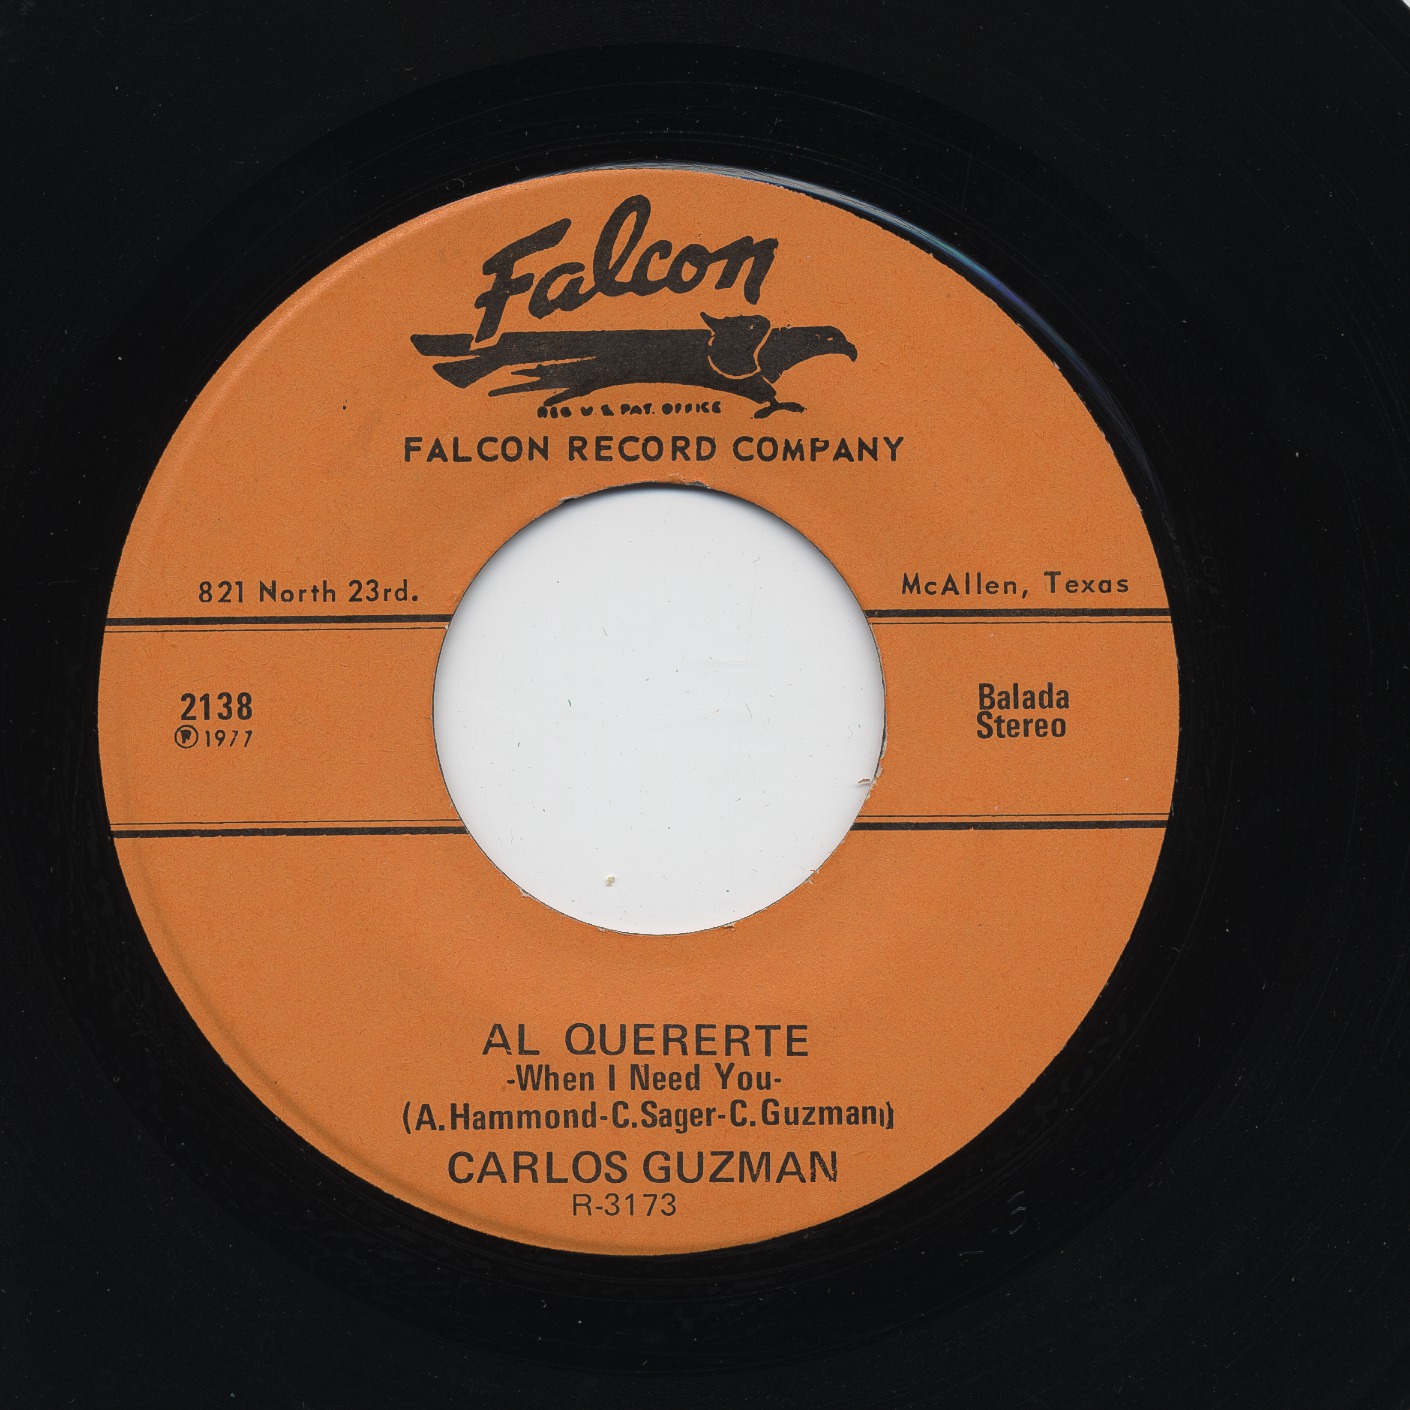 Falcon
REG U.S. PAT. OFFICE
FALCON RECORD COMPANY
821 North 23rd.
McAllen, Texas
2138
Ⓟ 1977
Balada
Stereo
AL QUERERTE
-When I Need You-
(A.Hammond-C.Sager-C.Guzman)
CARLOS GUZMAN
R-3173